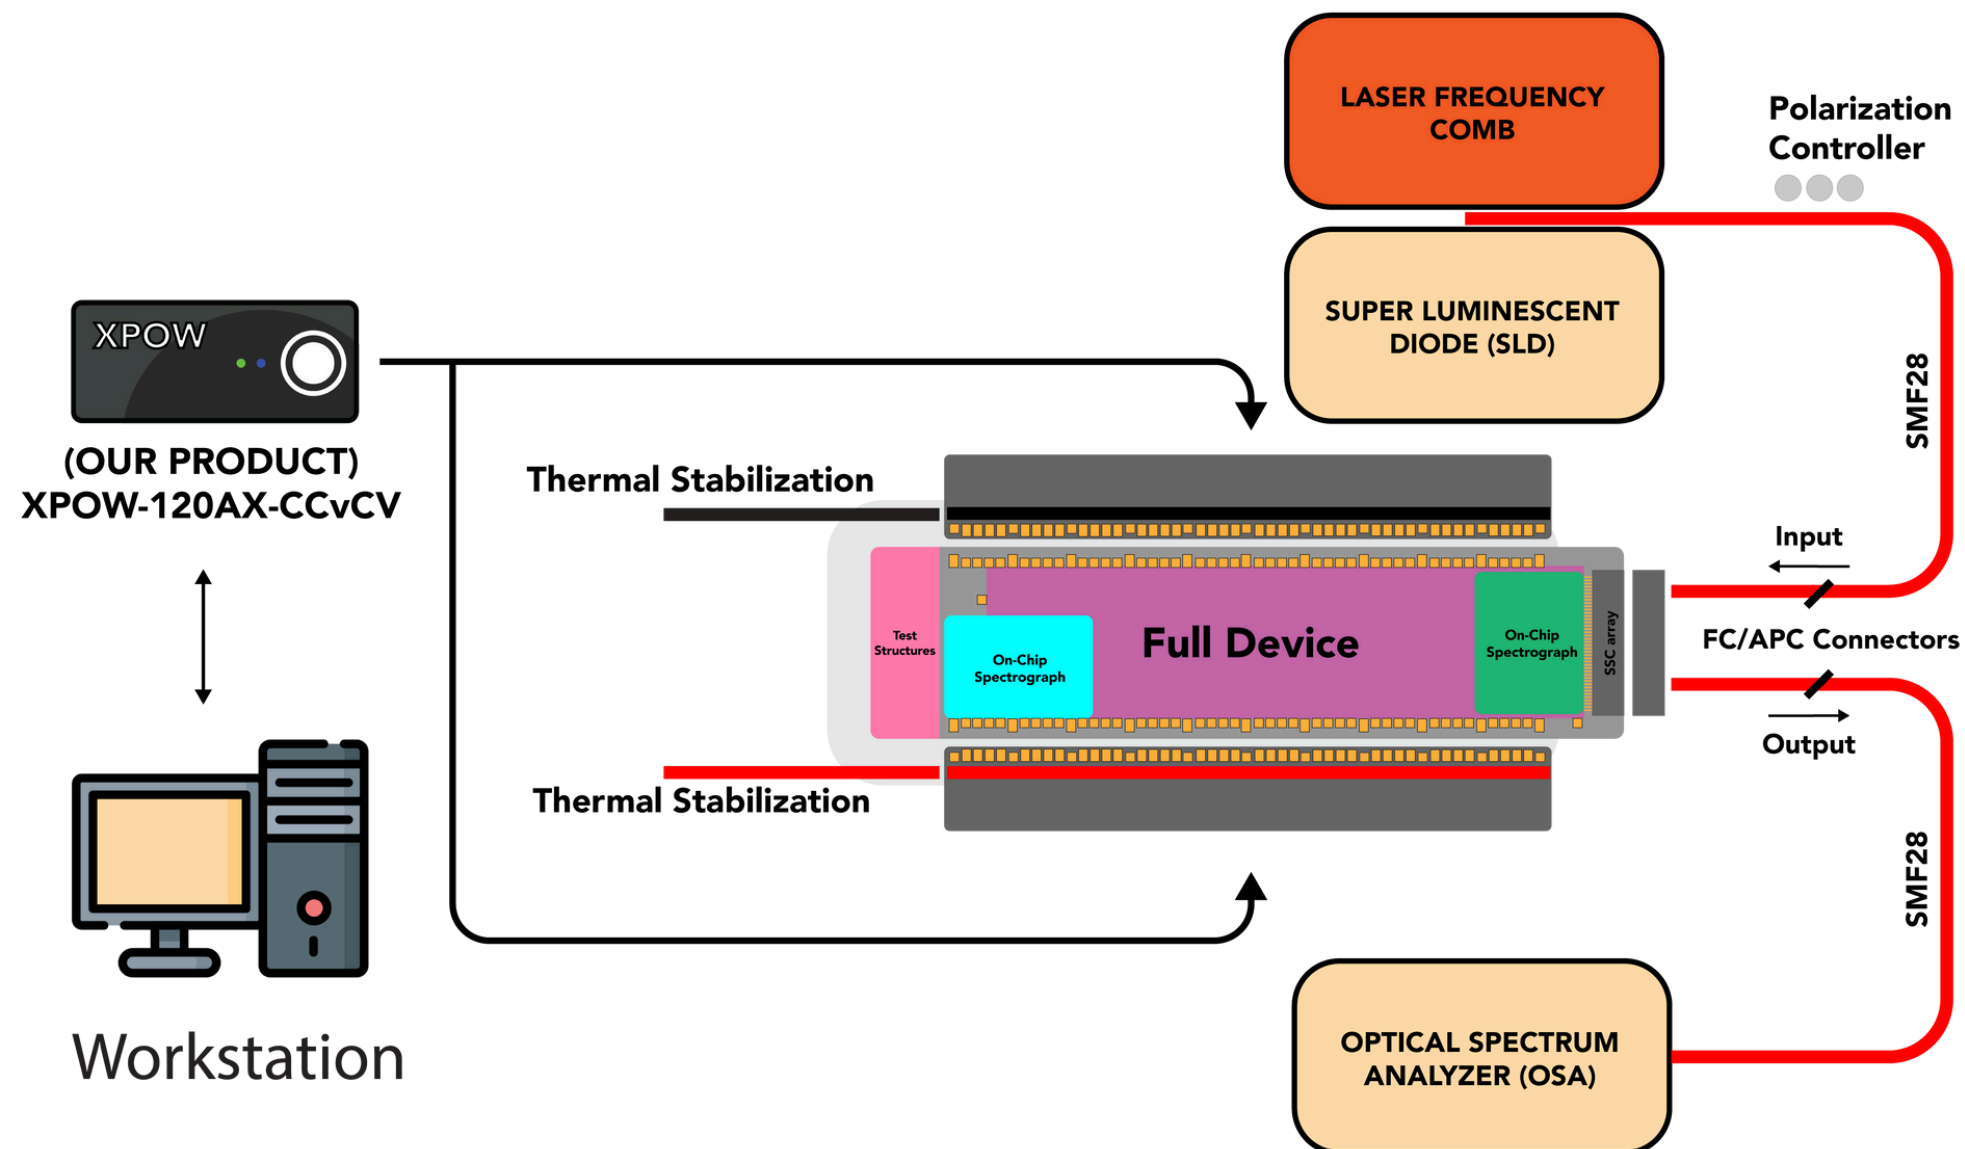 LASER FREQUENCY
COMB
Polarization
Controller
SUPER LUMINESCENT
DIODE (SLD)
XPOW
(OUR PRODUCT)
XPOW-120AX-CCvCV
Thermal Stabilization
SMF28
Input
FC/APC Connectors
Output
Test
Structures
On-Chip
Spectrograph
Full Device
On-Chip
Spectrograph
SSC array
Thermal Stabilization
SMF28
Workstation
OPTICAL SPECTRUM
ANALYZER (OSA)